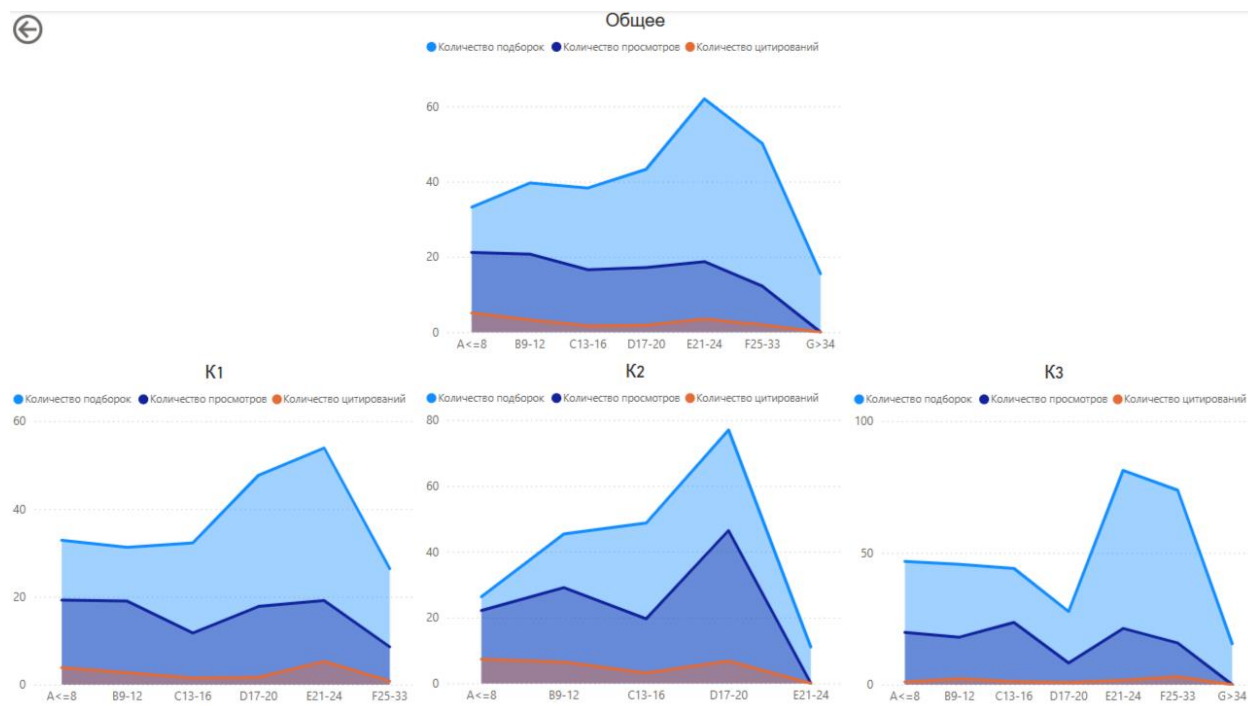 Общее
Количество подборок Количество просмотров Количество цитирований
60
40
20
0
A<=8 B9-12 C13-16 D17-20 E21-24 F25-33 G>34
К1
Количество подборок Количество просмотров Количество цитирований
60
40
20
0
A<=8 B9-12 C13-16 D17-20 E21-24 F25-33
К2
Количество подборок Количество просмотров Количество цитирований
80
60
40
20
0
A<=8 B9-12 C13-16 D17-20 E21-24
К3
Количество подборок Количество просмотров Количество цитирований
100
50
0
A<=8 B9-12 C13-16 D17-20 E21-24 F25-33 G>34